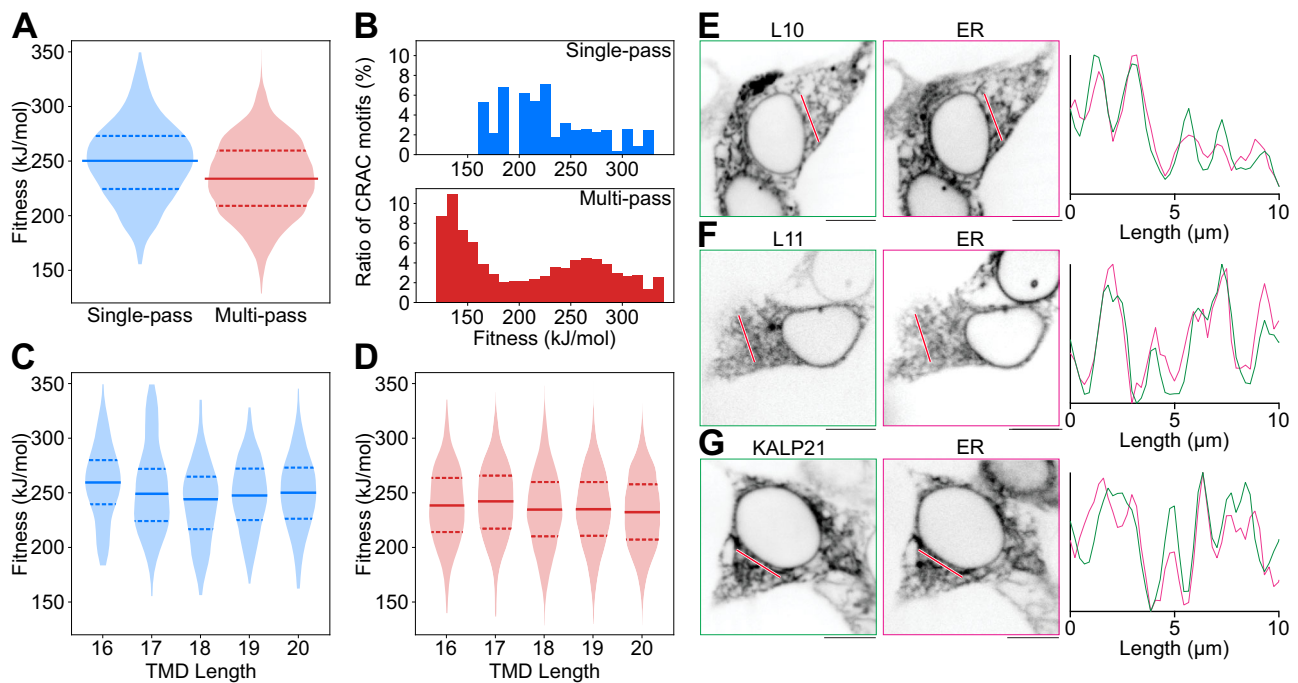 A
Fitness (kJ/mol)
350
300
250
200
150
Single-pass
Multi-pass
B
Ratio of CRAC motifs (%)
10
8
6
4
2
0
Single-pass
150
200
250
300
10
8
6
4
2
0
Multi-pass
150
200
250
300
Fitness (kJ/mol)
C
Fitness (kJ/mol)
350
300
250
200
150
16
17
18
19
20
TMD Length
D
Fitness (kJ/mol)
350
300
250
200
150
16
17
18
19
20
TMD Length
E
L10
ER
0
5
10
Length (μm)
F
L11
ER
0
5
10
Length (μm)
G
KALP21
ER
0
5
10
Length (μm)